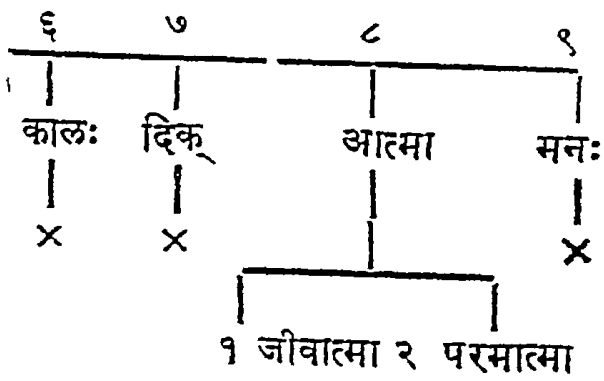 ६ ७ ८ ९
कालः दिक् आत्मा मनः
× × ×
१ जीवात्मा २ परमात्मा